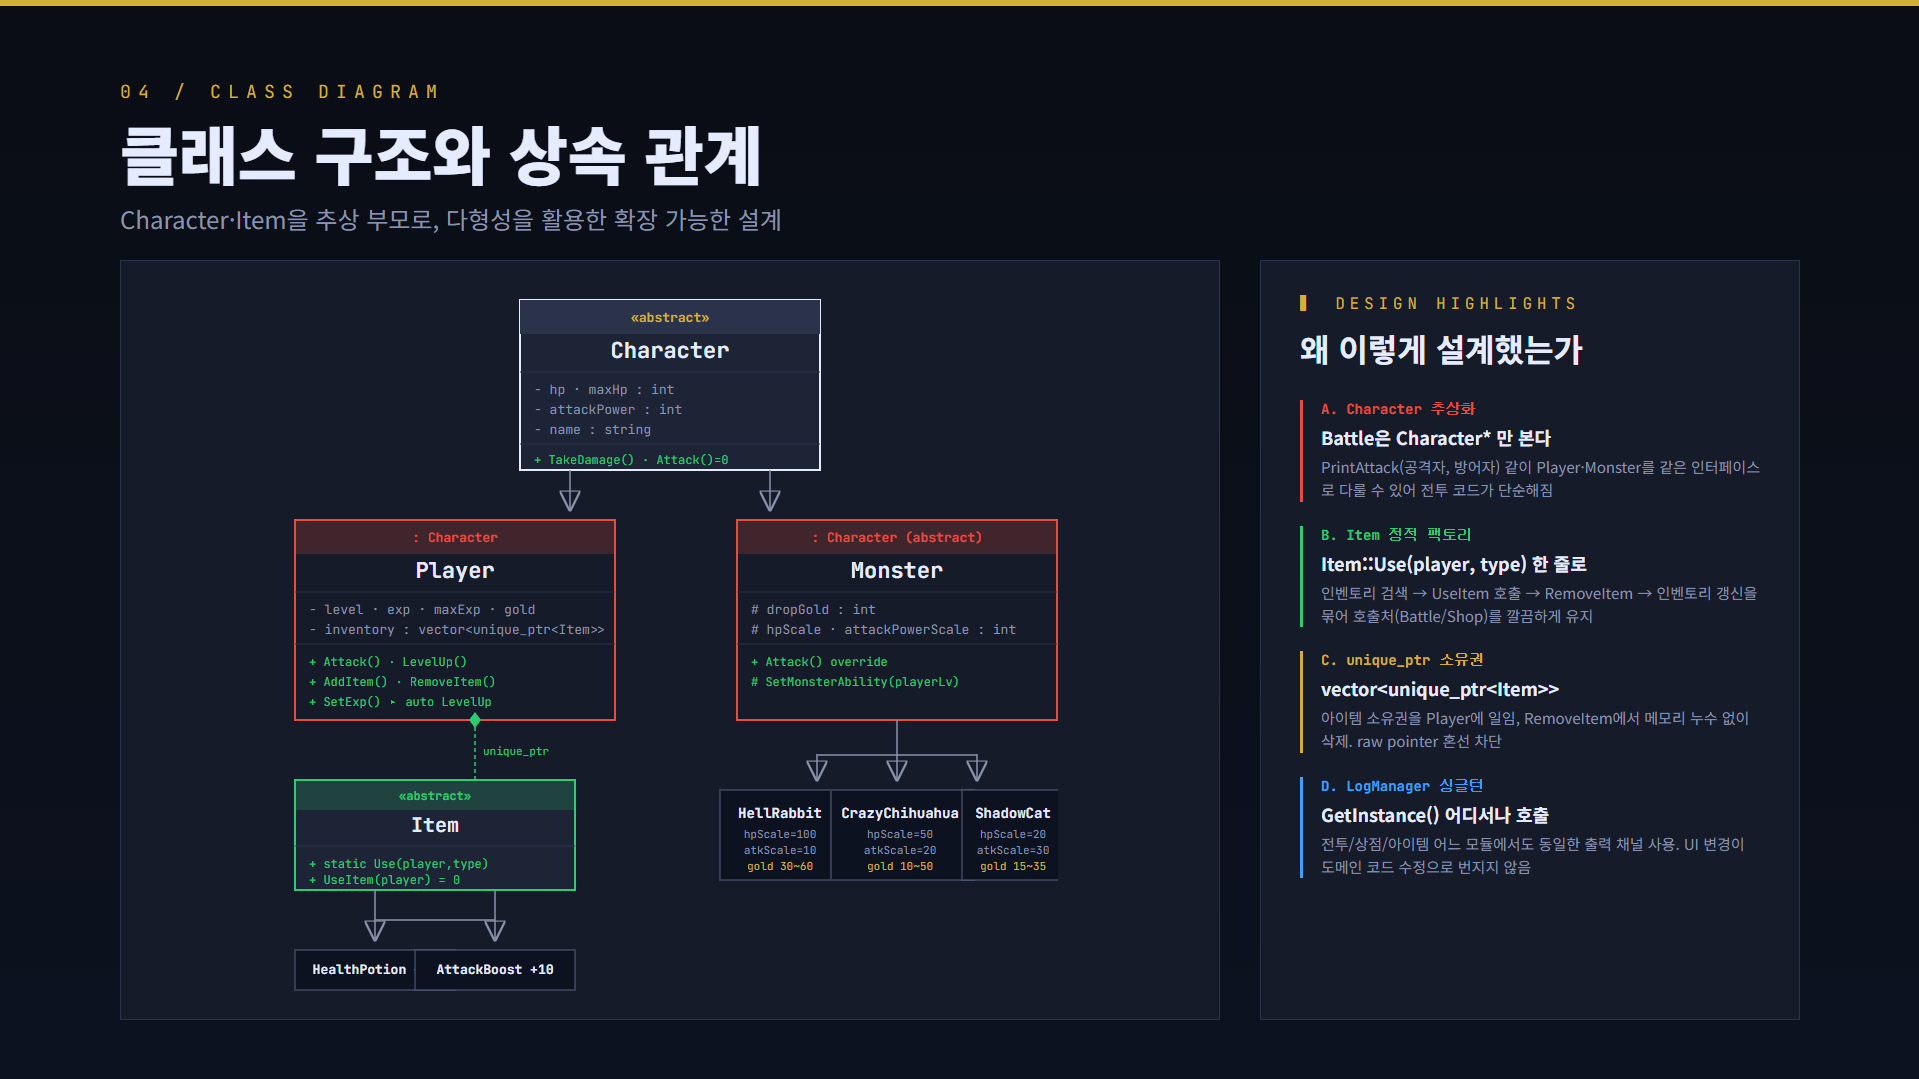 04 / CLASS DIAGRAM
클래스 구조와 상속 관계
Character·Item을 추상 부모로, 다형성을 활용한 확장 가능한 설계
«abstract»
Character
- hp · maxHp : int
- attackPower : int
- name : string
+ TakeDamage() · Attack()=0
: Character
Player
- level · exp · maxExp · gold
- inventory : vector<unique_ptr<Item>>
+ Attack() · LevelUp()
+ AddItem() · RemoveItem()
+ SetExp() ▸ auto LevelUp
: Character (abstract)
Monster
# dropGold : int
# hpScale · attackPowerScale : int
+ Attack() override
# SetMonsterAbility(playerLv)
unique_ptr
«abstract»
Item
+ static Use(player,type)
+ UseItem(player) = 0
HealthPotion
AttackBoost +10
HellRabbit
hpScale=100
atkScale=10
gold 30~60
CrazyChihuahua
hpScale=50
atkScale=20
gold 10~50
ShadowCat
hpScale=20
atkScale=30
gold 15~35
DESIGN HIGHLIGHTS
왜 이렇게 설계했는가
A. Character 추상화
Battle은 Character* 만 본다
PrintAttack(공격자, 방어자) 같이 Player·Monster를 같은 인터페이스
로 다룰 수 있어 전투 코드가 단순해짐
B. Item 정적 팩토리
Item::Use(player, type) 한 줄로
인벤토리 검색 → UseItem 호출 → RemoveItem → 인벤토리 갱신을
묶어 호출처(Battle/Shop)를 깔끔하게 유지
C. unique_ptr 소유권
vector<unique_ptr<Item>>
아이템 소유권을 Player에 일임, RemoveItem에서 메모리 누수 없이
삭제. raw pointer 혼선 차단
D. LogManager 싱글턴
GetInstance() 어디서나 호출
전투/상점/아이템 어느 모듈에서도 동일한 출력 채널 사용. UI 변경이
도메인 코드 수정으로 번지지 않음